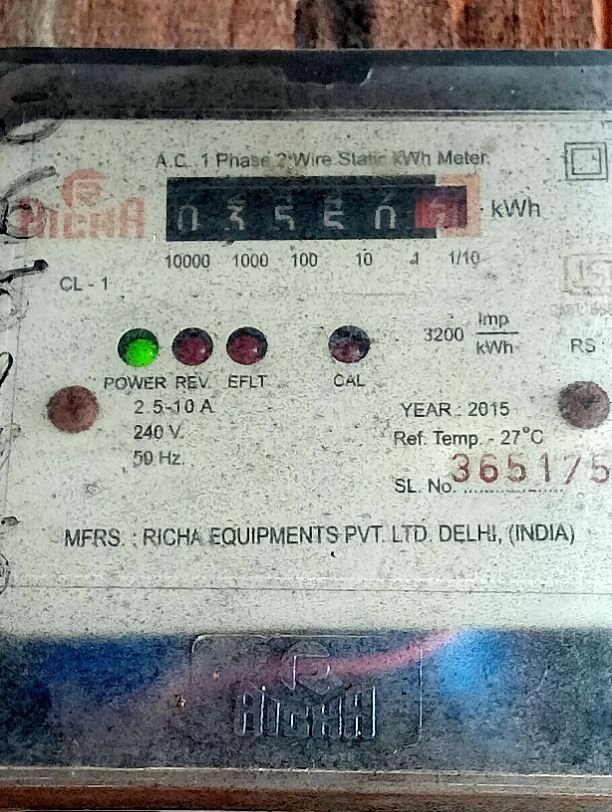 A.C. 1 Phase 2 Wire Static kWh Meter.
RICHA
kWh
10000 1000 100 10 1 1/10
CL - 1
3200 Imp/kWh
POWER REV. EFLT CAL
RS
2.5-10 A
YEAR : 2015
240 V.
Ref. Temp. - 27°C
50 Hz.
SL. No. 365175
MFRS. : RICHA EQUIPMENTS PVT. LTD. DELHI, (INDIA)
RICHA